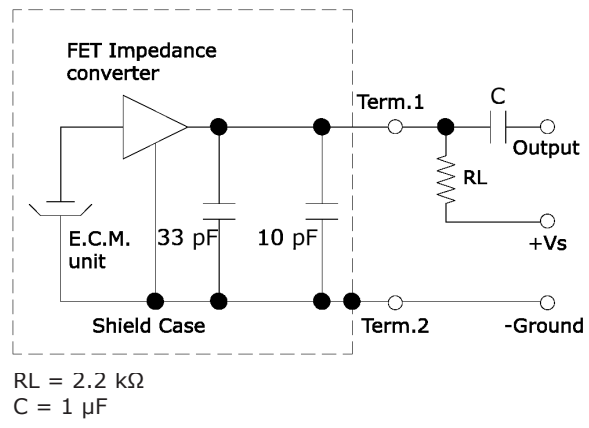 FET Impedance
converter
Term.1
C
Output
RL
+Vs
E.C.M.
unit
33 pF
10 pF
Shield Case
Term.2
-Ground
RL = 2.2 kΩ
C = 1 µF